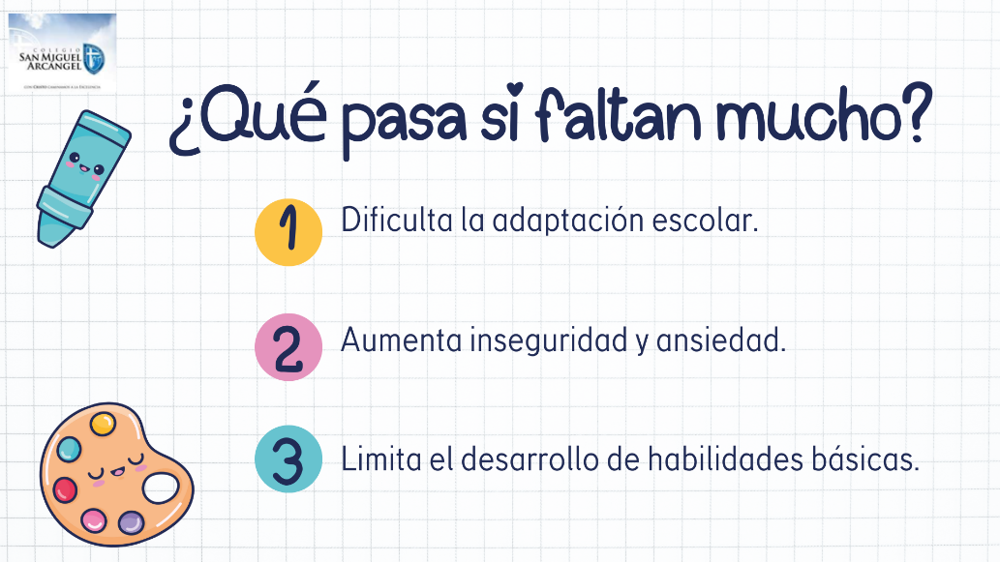 COLEGIO
SAN MIGUEL
ARCANGEL
CON CRISTO CAMINAMOS A LA EXCELENCIA
¿Qué pasa si faltan mucho?
1 Dificulta la adaptación escolar.
2 Aumenta inseguridad y ansiedad.
3 Limita el desarrollo de habilidades básicas.